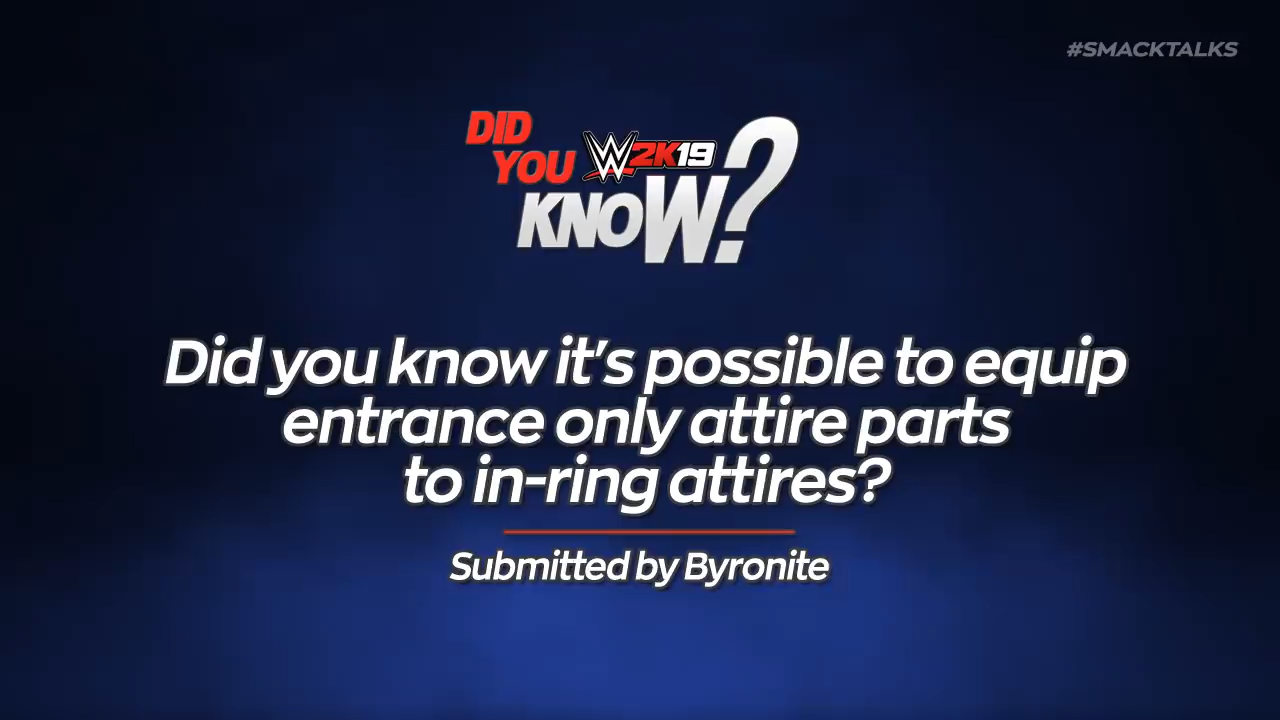 #SMACKTALKS
DID
YOU W 2K19
KNOW?
Did you know it's possible to equip
entrance only attire parts
to in-ring attires?
Submitted by Byronite